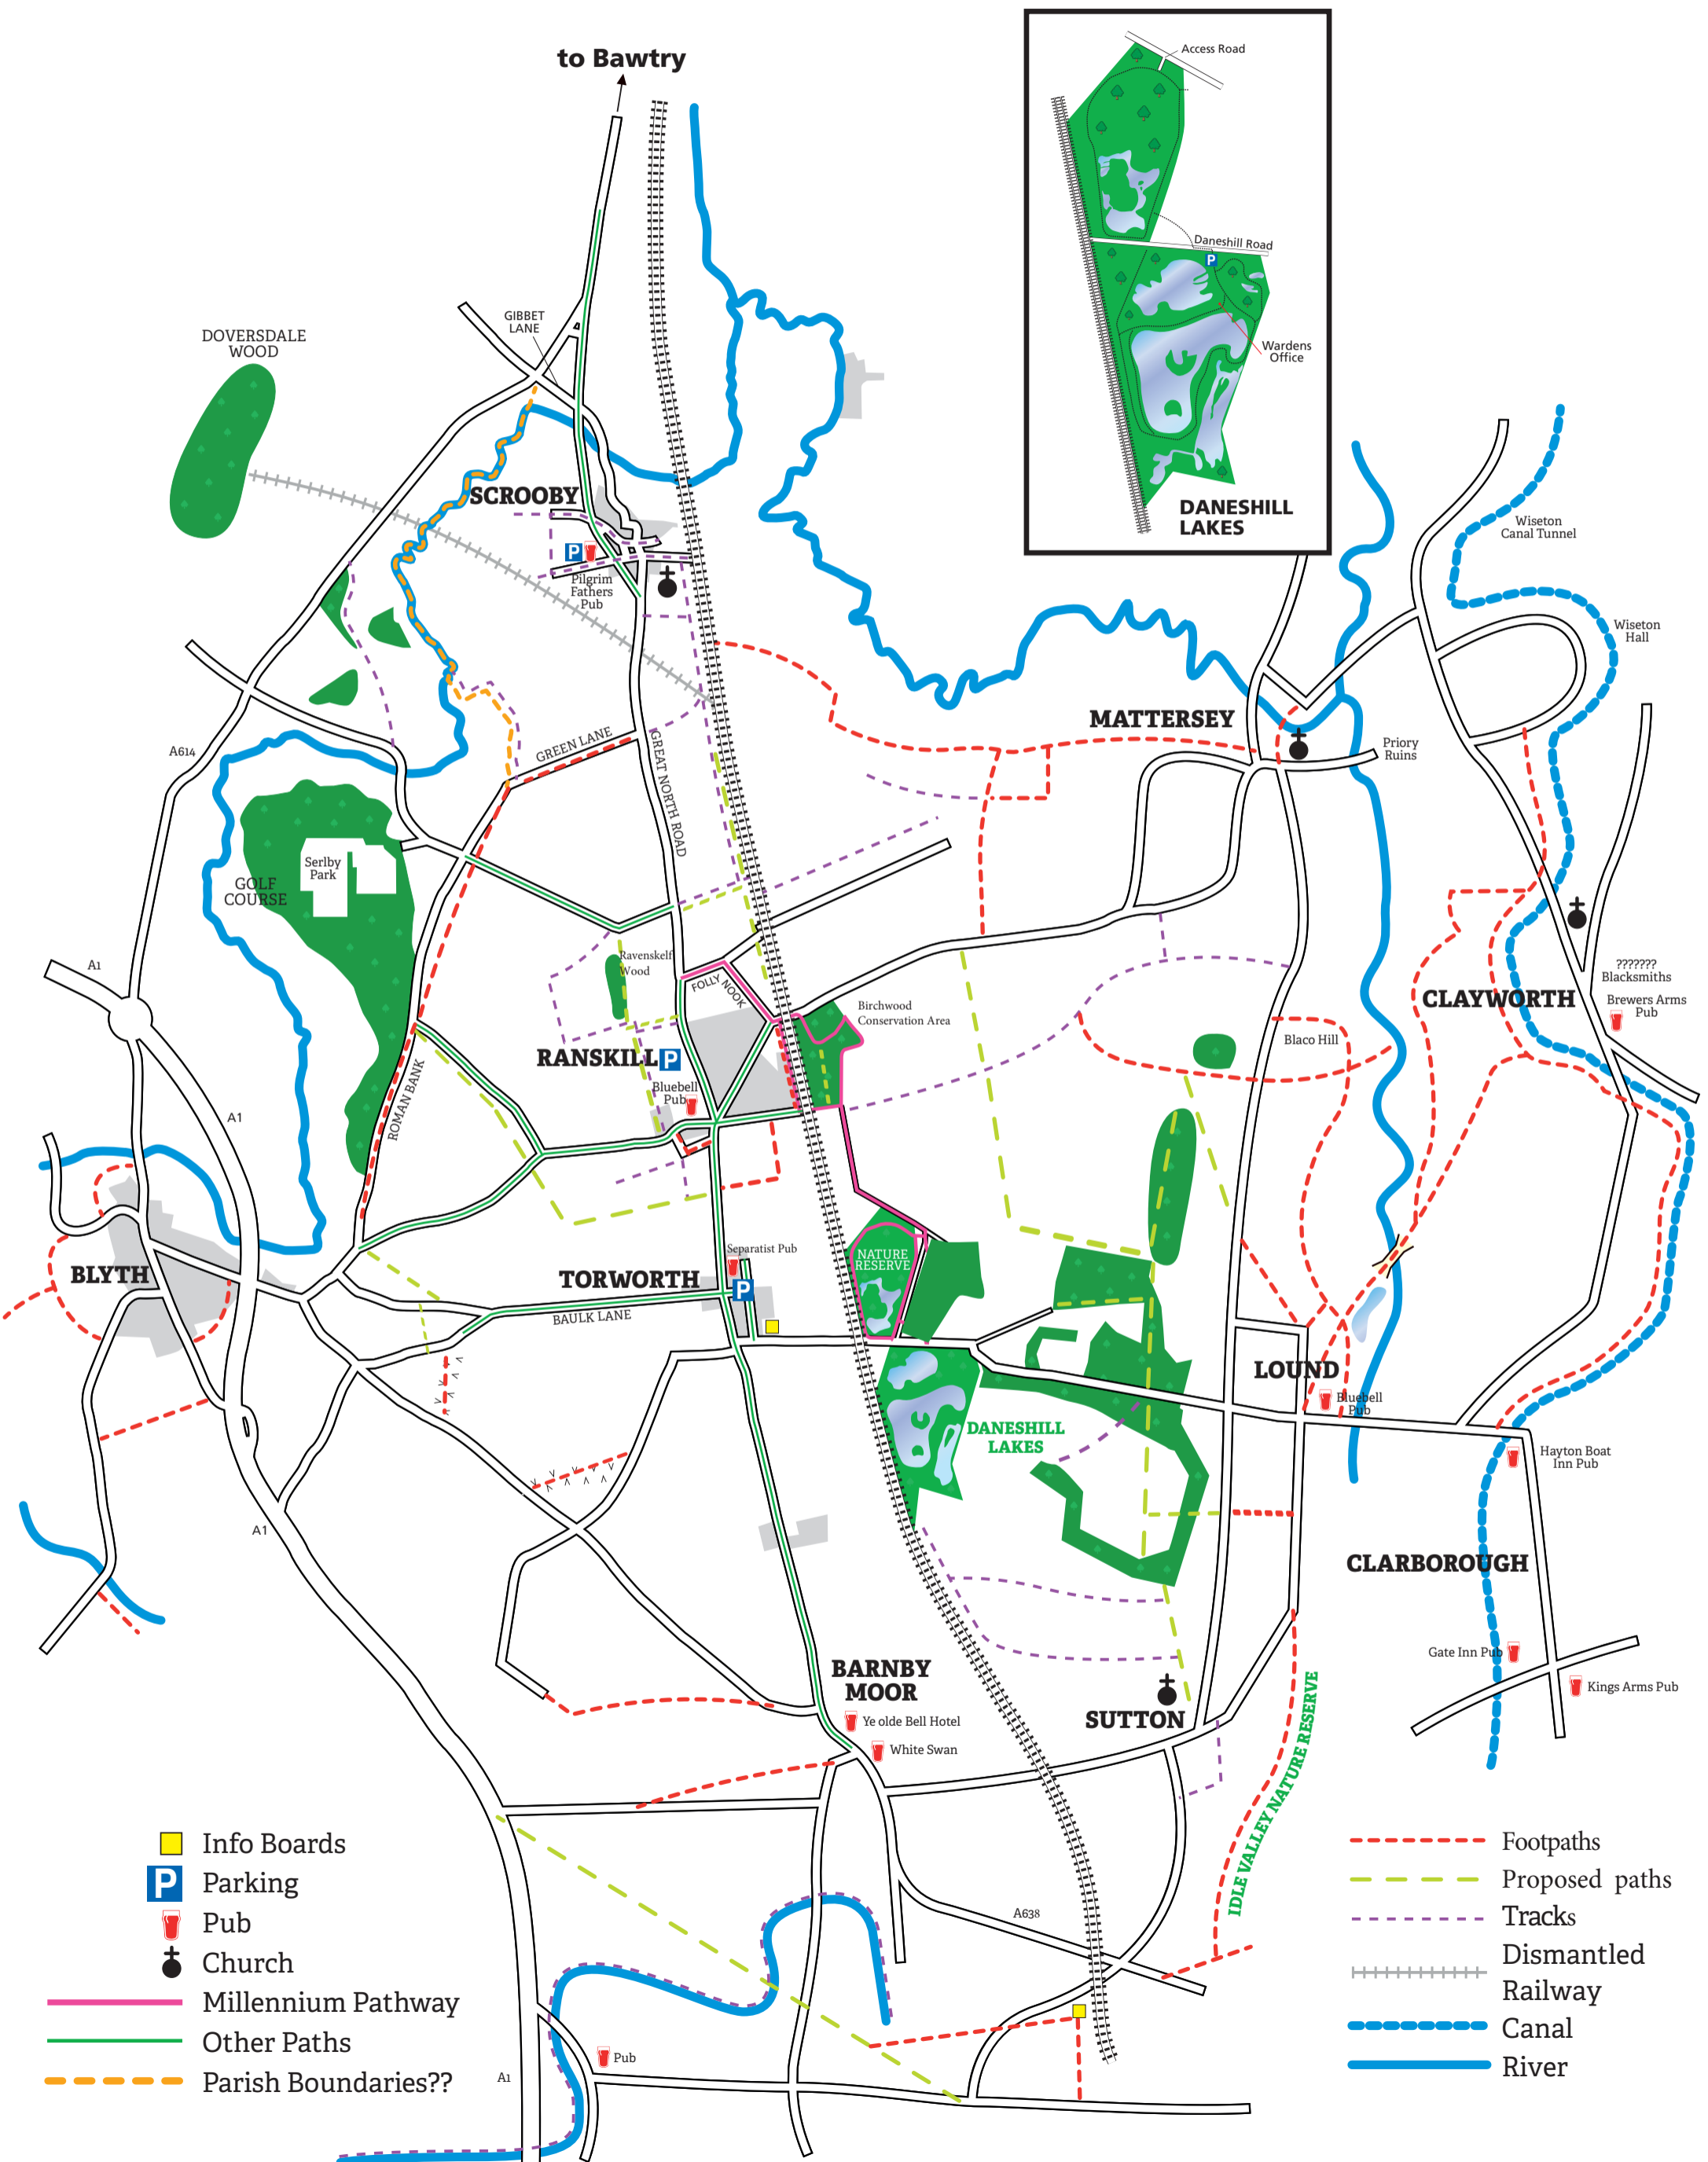 to Bawtry
Access Road
Daneshill Road
P
Wardens
Office
DANESHILL
LAKES
GIBBET
LANE
DOVERSDALE
WOOD
SCROOBY
P
Pilgrim
Fathers
Pub
Wiseton
Canal Tunnel
Wiseton
Hall
MATTERSEY
Priory
Ruins
A614
GREEN LANE
GREAT NORTH ROAD
Serlby
Park
GOLF
COURSE
A1
Ravenskelf
Wood
FOLLY NOOK
Birchwood
Conservation Area
???????
Blacksmiths
CLAYWORTH
Brewers Arms
Pub
Blaco Hill
RANSKILL
P
Bluebell
Pub
ROMAN BANK
A1
BLYTH
Separatist Pub
TORWORTH
P
BAULK LANE
NATURE
RESERVE
LOUND
Bluebell
Pub
DANESHILL
LAKES
Hayton Boat
Inn Pub
A1
CLARBOROUGH
Gate Inn Pub
Kings Arms Pub
BARNBY
MOOR
Ye olde Bell Hotel
White Swan
SUTTON
IDLE VALLEY NATURE RESERVE
A638
Pub
A1
Info Boards
P
Parking
Pub
Church
Millennium Pathway
Other Paths
Parish Boundaries??
Footpaths
Proposed paths
Tracks
Dismantled
Railway
Canal
River